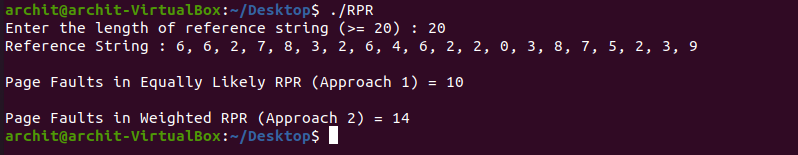 archit@archit-VirtualBox:~/Desktop$ ./RPR
Enter the length of reference string (>= 20) : 20
Reference String : 6, 6, 2, 7, 8, 3, 2, 6, 4, 6, 2, 2, 0, 3, 8, 7, 5, 2, 3, 9
Page Faults in Equally Likely RPR (Approach 1) = 10
Page Faults in Weighted RPR (Approach 2) = 14
archit@archit-VirtualBox:~/Desktop$